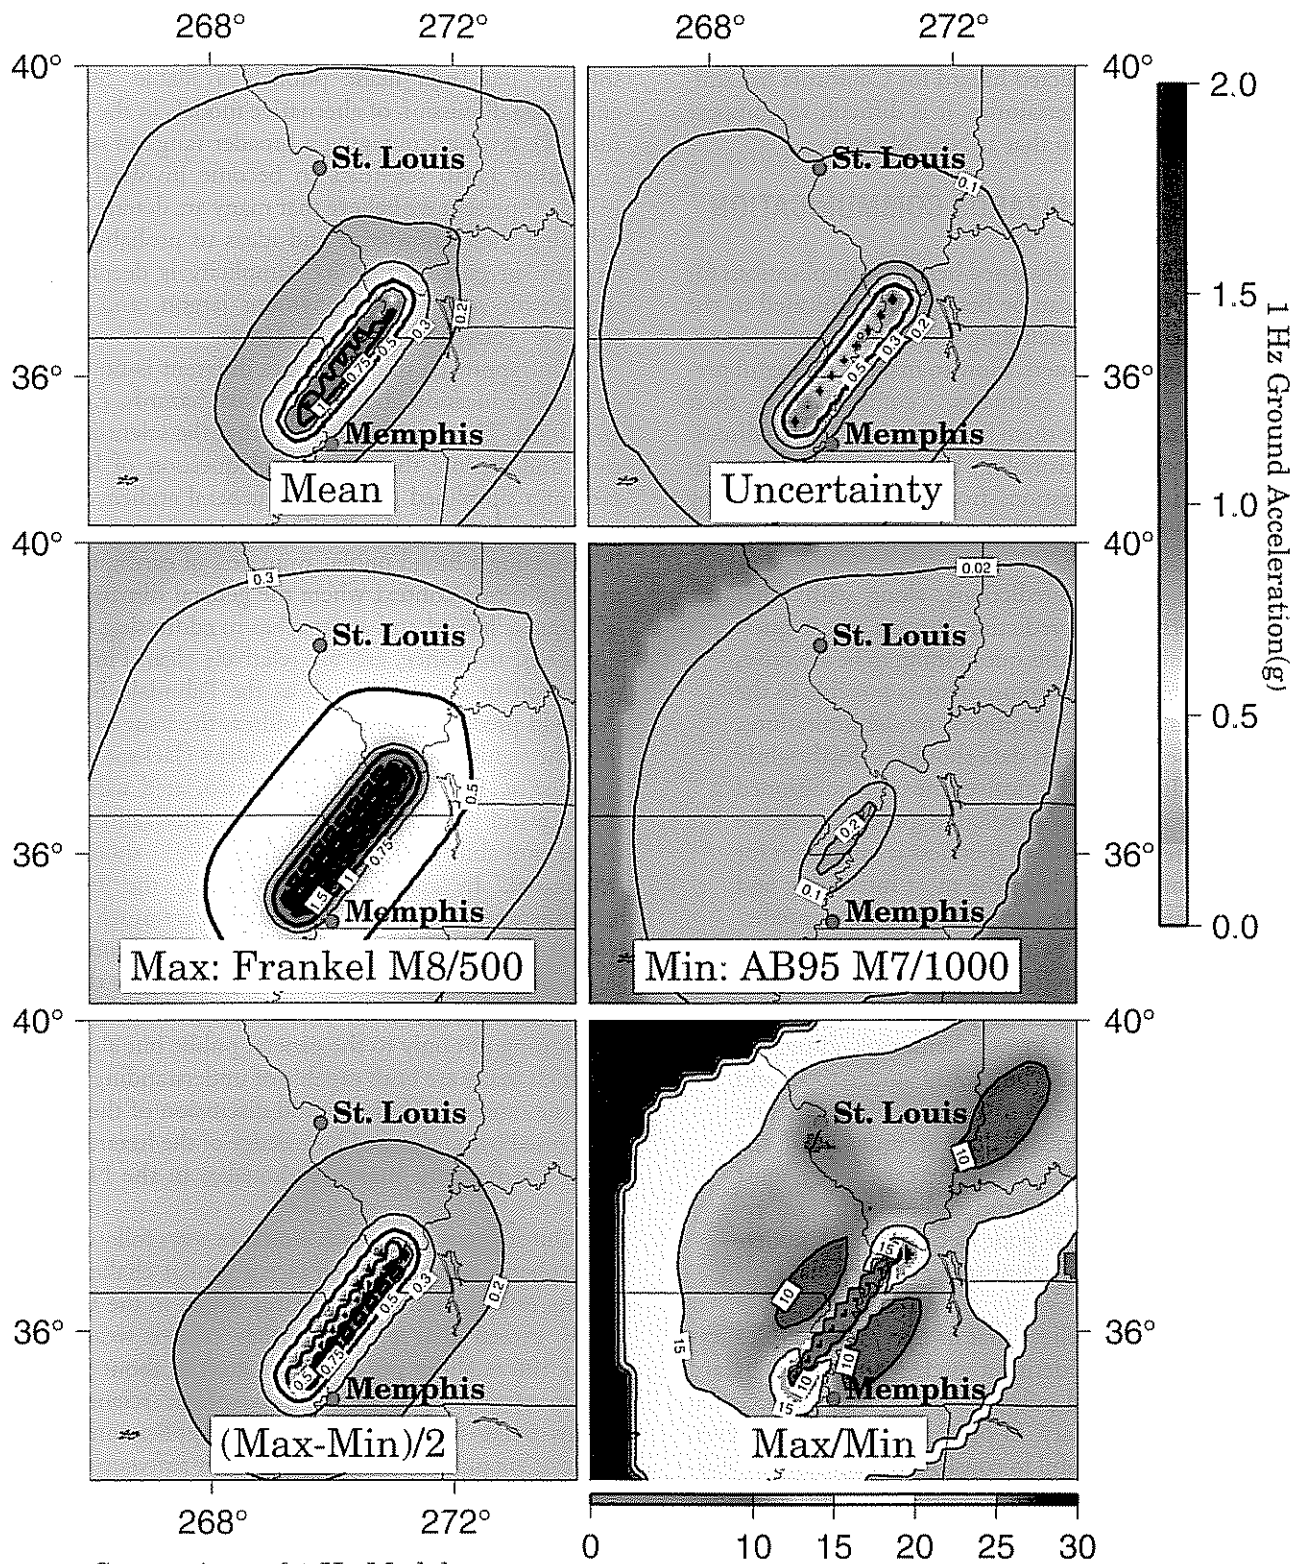 268° 272° 268° 272°
40° 40°
St. Louis St. Louis
0.1
0.2 0.3 0.5 0.75 1
0.2 0.3 0.5
36° 36°
Memphis Memphis
Mean Uncertainty
2.0
1.5
1.0
0.5
0.0
1 Hz Ground Acceleration(g)
40° 40°
0.3 0.02
St. Louis St. Louis
0.5 0.75 1 1.5
0.2 0.1
36° 36°
Memphis Memphis
Max: Frankel M8/500 Min: AB95 M7/1000
40° 40°
St. Louis St. Louis
10
0.2 0.3 0.5 0.75 0.5
15 10 15 10 10 15
36° 36°
Memphis Memphis
(Max-Min)/2 Max/Min
268° 272°
0 10 15 20 25 30